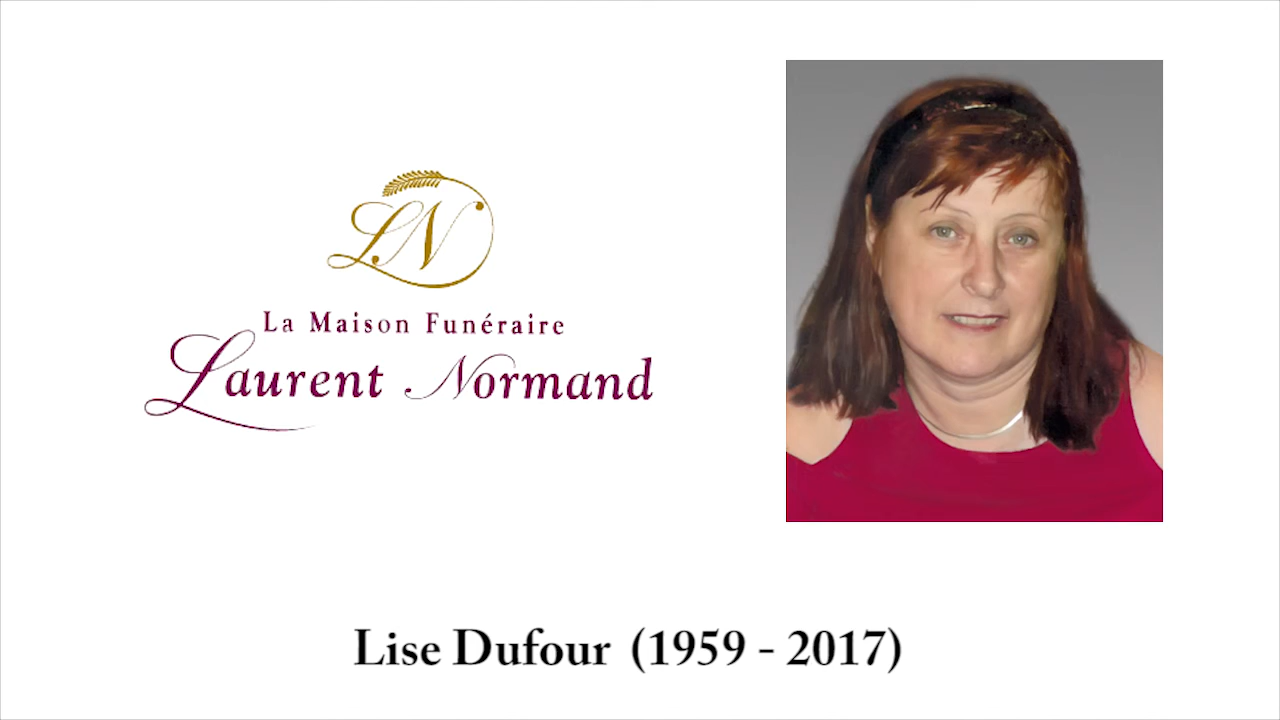 LN
La Maison Funéraire
Laurent Normand
Lise Dufour (1959 - 2017)